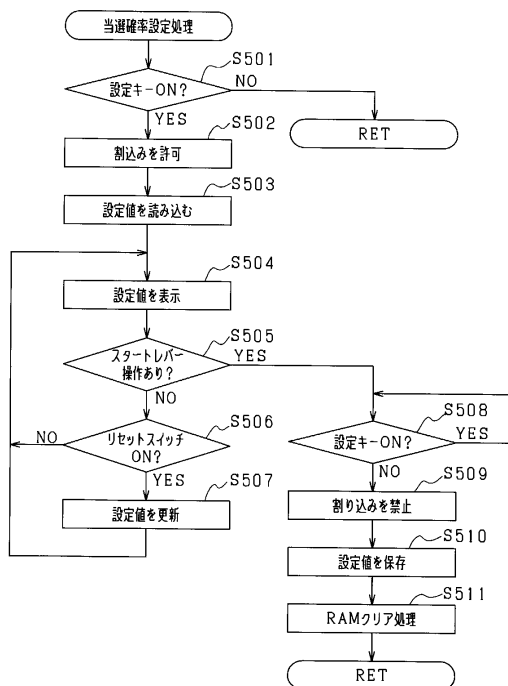 当選確率設定処理
S501
設定キーON?
NO
YES
RET
S502
割込みを許可
S503
設定値を読み込む
S504
設定値を表示
S505
スタートレバー
操作あり?
YES
NO
S506
リセットスイッチ
ON?
NO
YES
S507
設定値を更新
S508
設定キーON?
YES
NO
S509
割り込みを禁止
S510
設定値を保存
S511
RAMクリア処理
RET